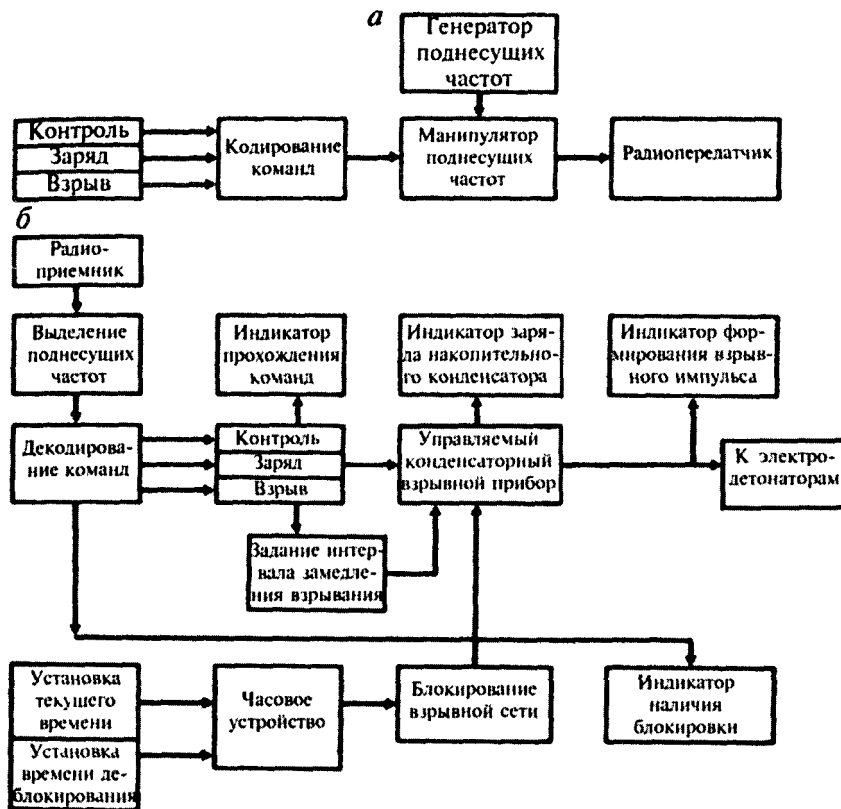 а
Генератор
поднесущих
частот
Контроль
Заряд
Взрыв
Кодирование
команд
Манипулятор
поднесущих
частот
Радиопередатчик
б
Радио-
приемник
Выделение
поднесущих
частот
Индикатор
прохождения
команд
Индикатор заря-
да накопительно-
го конденсатора
Индикатор фор-
мирования взрыв-
ного импульса
Декодирование
команд
Контроль
Заряд
Взрыв
Управляемый
конденсаторный
взрывной прибор
К электро-
детонаторам
Задание интер-
вала замедле-
ния взрывания
Установка
текущего
времени
Установка
времени де-
блокирования
Часовое
устройство
Блокирование
взрывной сети
Индикатор
наличия
блокировки